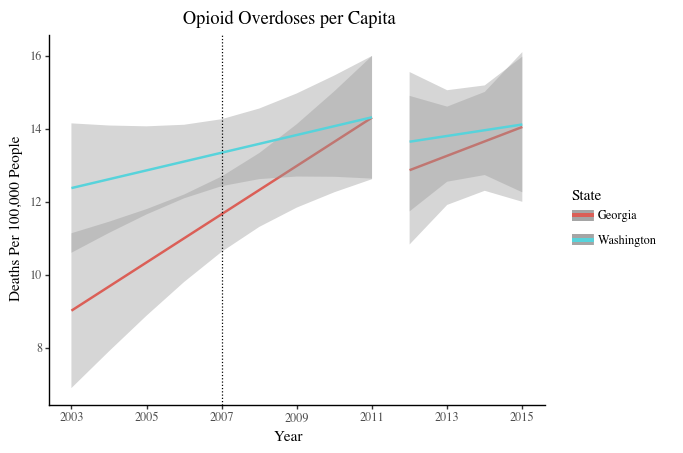 Opioid Overdoses per Capita
Deaths Per 100,000 People
16
14
12
10
8
2003
2005
2007
2009
2011
2013
2015
Year
State
Georgia
Washington